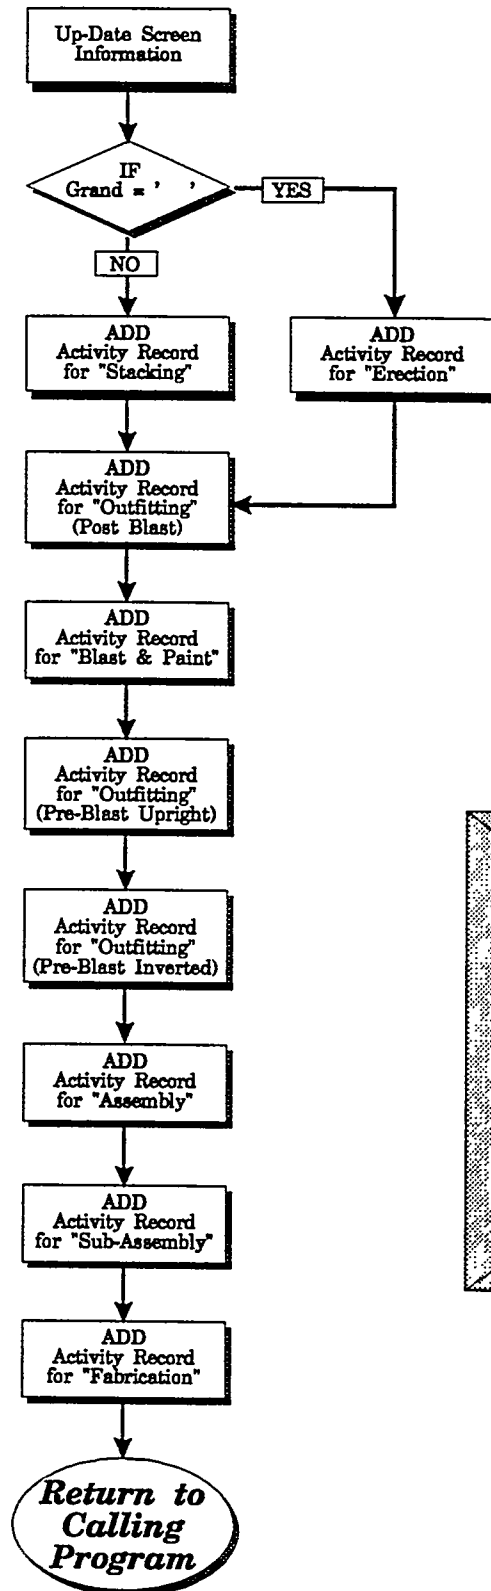 Up-Date Screen
Information
IF
Grand = '   '
YES
NO
ADD
Activity Record
for "Stacking"
ADD
Activity Record
for "Erection"
ADD
Activity Record
for "Outfitting"
(Post Blast)
ADD
Activity Record
for "Blast & Paint"
ADD
Activity Record
for "Outfitting"
(Pre-Blast Upright)
ADD
Activity Record
for "Outfitting"
(Pre-Blast Inverted)
ADD
Activity Record
for "Assembly"
ADD
Activity Record
for "Sub-Assembly"
ADD
Activity Record
for "Fabrication"
Return to
Calling
Program